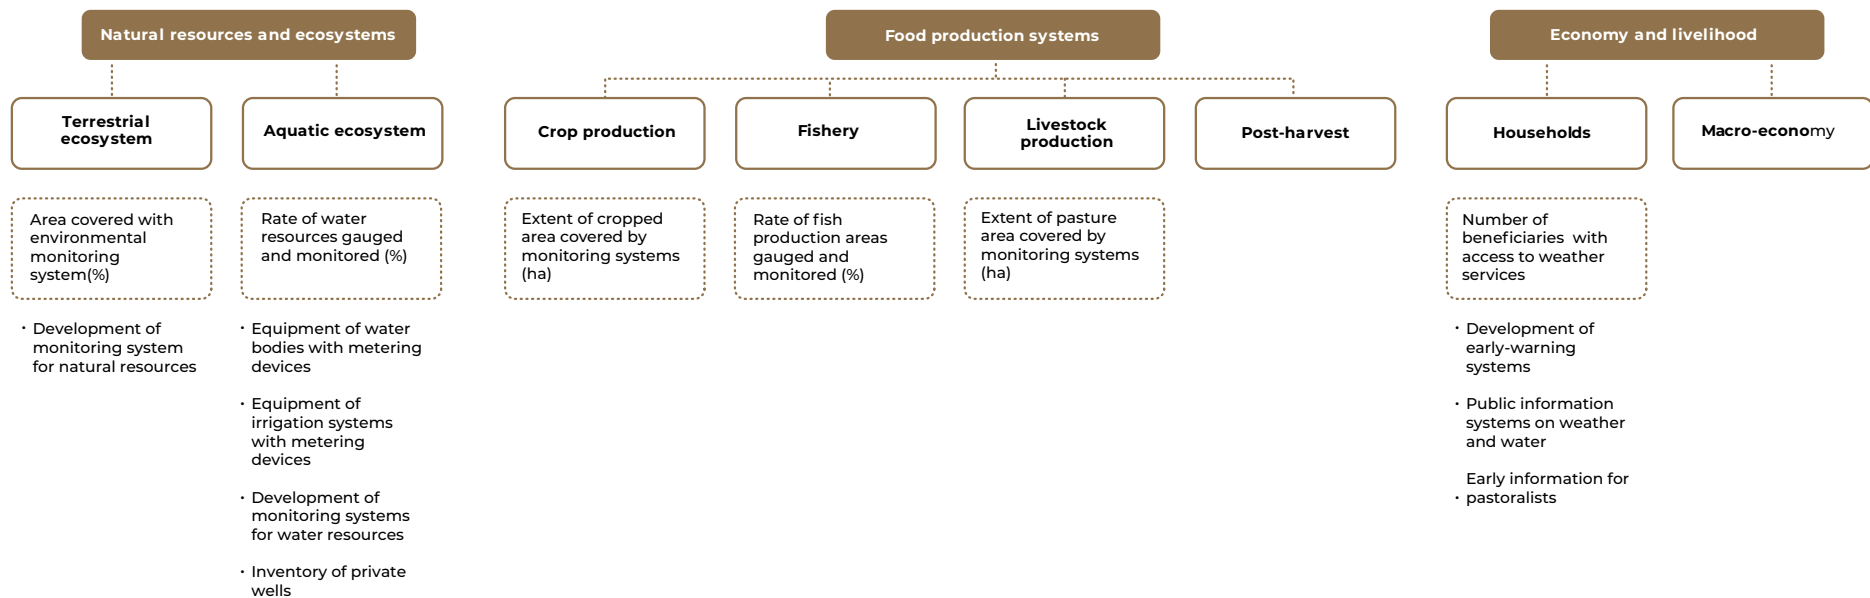 Natural resources and ecosystems
Food production systems
Economy and livelihood
Terrestrial
ecosystem
Aquatic ecosystem
Crop production
Fishery
Livestock
production
Post-harvest
Households
Macro-economy
Area covered with
environmental
monitoring
system(%)
Rate of water
resources gauged
and monitored (%)
Extent of cropped
area covered by
monitoring systems
(ha)
Rate of fish
production areas
gauged and
monitored (%)
Extent of pasture
area covered by
monitoring systems
(ha)
Number of
beneficiaries with
access to weather
services
· Development of
monitoring system
for natural resources
· Equipment of water
bodies with metering
devices
· Equipment of
irrigation systems
with metering
devices
· Development of
monitoring systems
for water resources
· Inventory of private
wells
· Development of
early-warning
systems
· Public information
systems on weather
and water
Early information for
· pastoralists